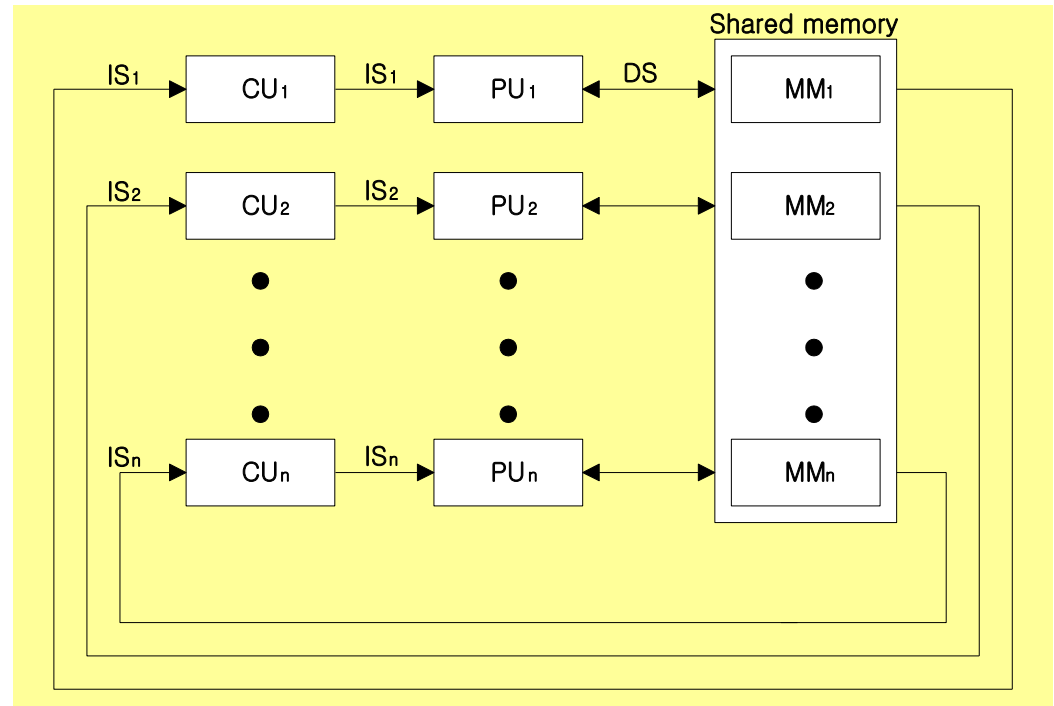 Shared memory
IS1
CU1
IS1
PU1
DS
MM1
IS2
CU2
IS2
PU2
MM2
ISn
CUn
ISn
PUn
MMn